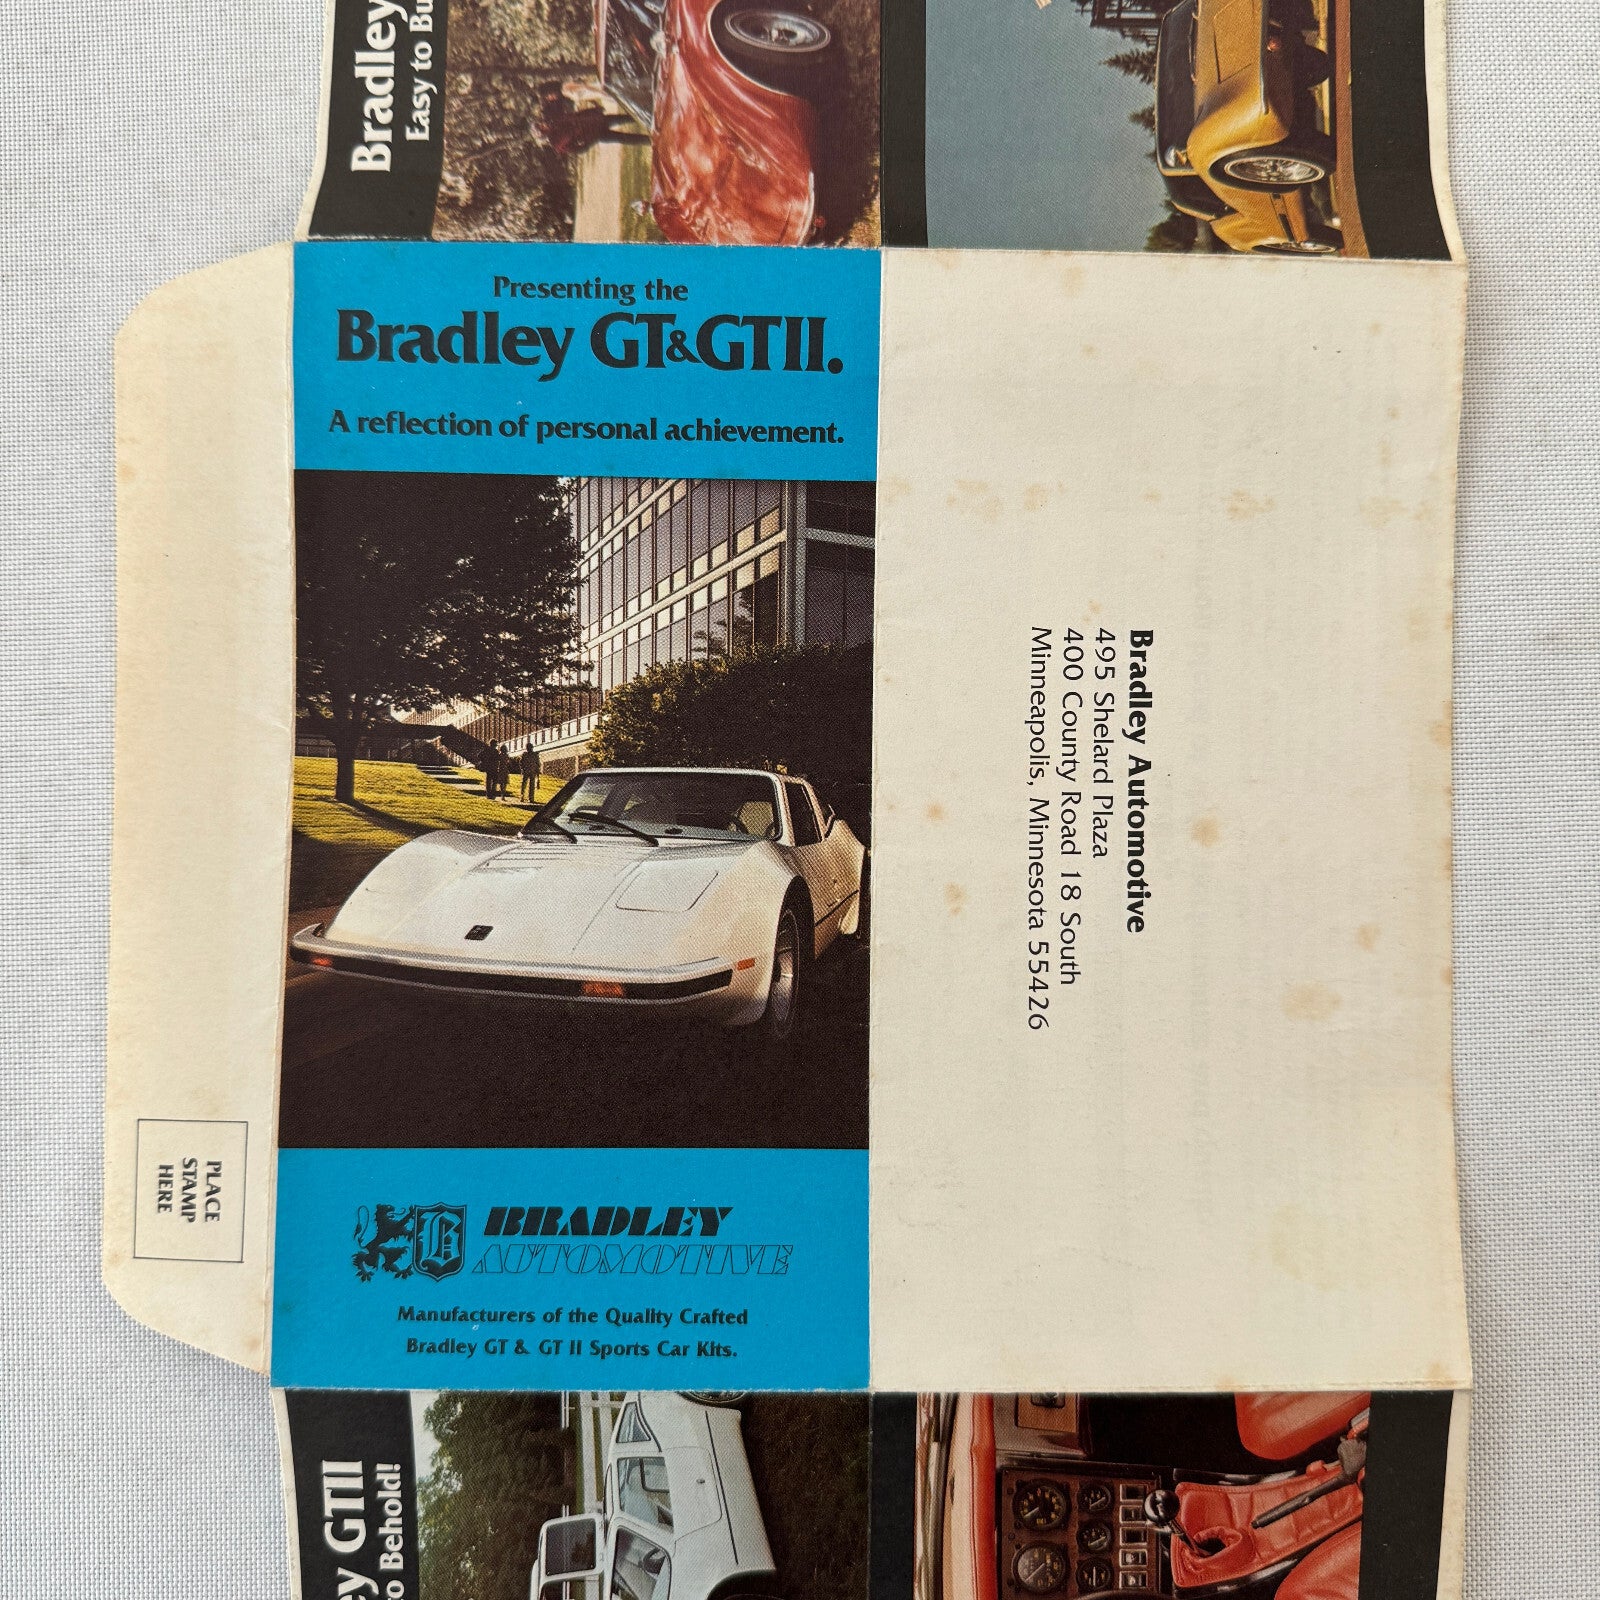 Bradley
Easy to Bu
Presenting the
Bradley GT&GTII.
A reflection of personal achievement.
B
BRADLEY
AUTOMOTIVE
Manufacturers of the Quality Crafted
Bradley GT & GT II Sports Car Kits.
Bradley Automotive
495 Shelard Plaza
400 County Road 18 South
Minneapolis, Minnesota 55426
PLACE
STAMP
HERE
ey GTII
o Behold!